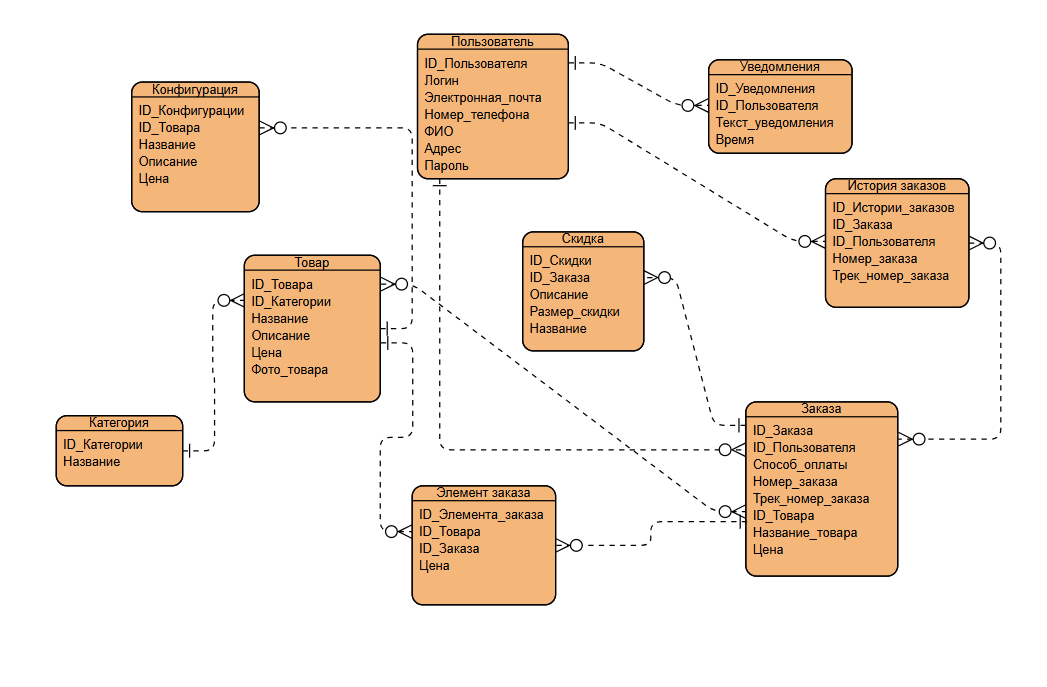 Пользователь
ID_Пользователя
Логин
Электронная_почта
Номер_телефона
ФИО
Адрес
Пароль
Уведомления
ID_Уведомления
ID_Пользователя
Текст_уведомления
Время
Конфигурация
ID_Конфигурации
ID_Товара
Название
Описание
Цена
История заказов
ID_Истории_заказов
ID_Заказа
ID_Пользователя
Номер_заказа
Трек_номер_заказа
Скидка
ID_Скидки
ID_Заказа
Описание
Размер_скидки
Название
Товар
ID_Товара
ID_Категории
Название
Описание
Цена
Фото_товара
Категория
ID_Категории
Название
Заказа
ID_Заказа
ID_Пользователя
Способ_оплаты
Номер_заказа
Трек_номер_заказа
ID_Товара
Название_товара
Цена
Элемент заказа
ID_Элемента_заказа
ID_Товара
ID_Заказа
Цена